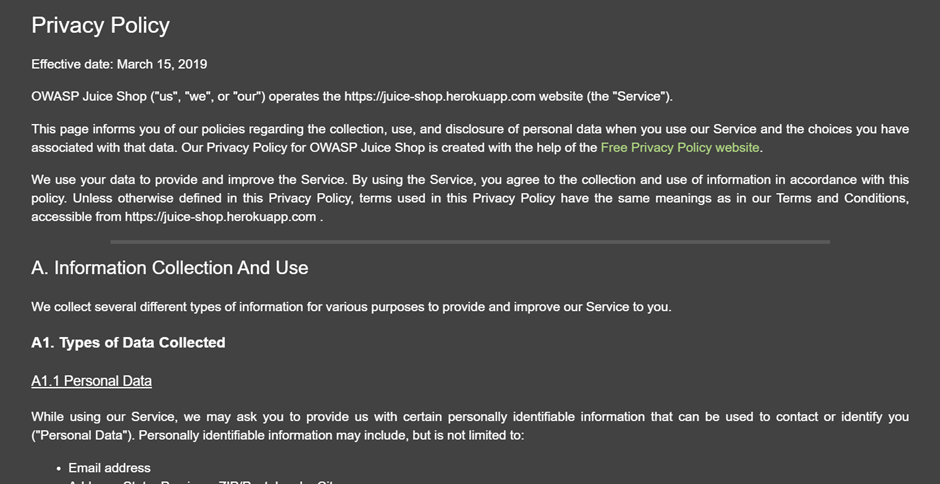 Privacy Policy
Effective date: March 15, 2019
OWASP Juice Shop ("us", "we", or "our") operates the https://juice-shop.herokuapp.com website (the "Service").
This page informs you of our policies regarding the collection, use, and disclosure of personal data when you use our Service and the choices you have
associated with that data. Our Privacy Policy for OWASP Juice Shop is created with the help of the Free Privacy Policy website.
We use your data to provide and improve the Service. By using the Service, you agree to the collection and use of information in accordance with this
policy. Unless otherwise defined in this Privacy Policy, terms used in this Privacy Policy have the same meanings as in our Terms and Conditions,
accessible from https://juice-shop.herokuapp.com .
A. Information Collection And Use
We collect several different types of information for various purposes to provide and improve our Service to you.
A1. Types of Data Collected
A1.1 Personal Data
While using our Service, we may ask you to provide us with certain personally identifiable information that can be used to contact or identify you
("Personal Data"). Personally identifiable information may include, but is not limited to:
• Email address